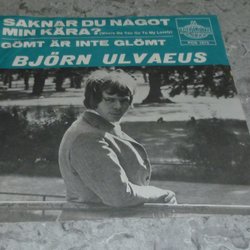 SAKNAR DU NÅGOT
MIN KÄRA? (Where Do You Go To My Lovely)
GÖMT ÄR INTE GLÖMT
BJÖRN ULVAEUS